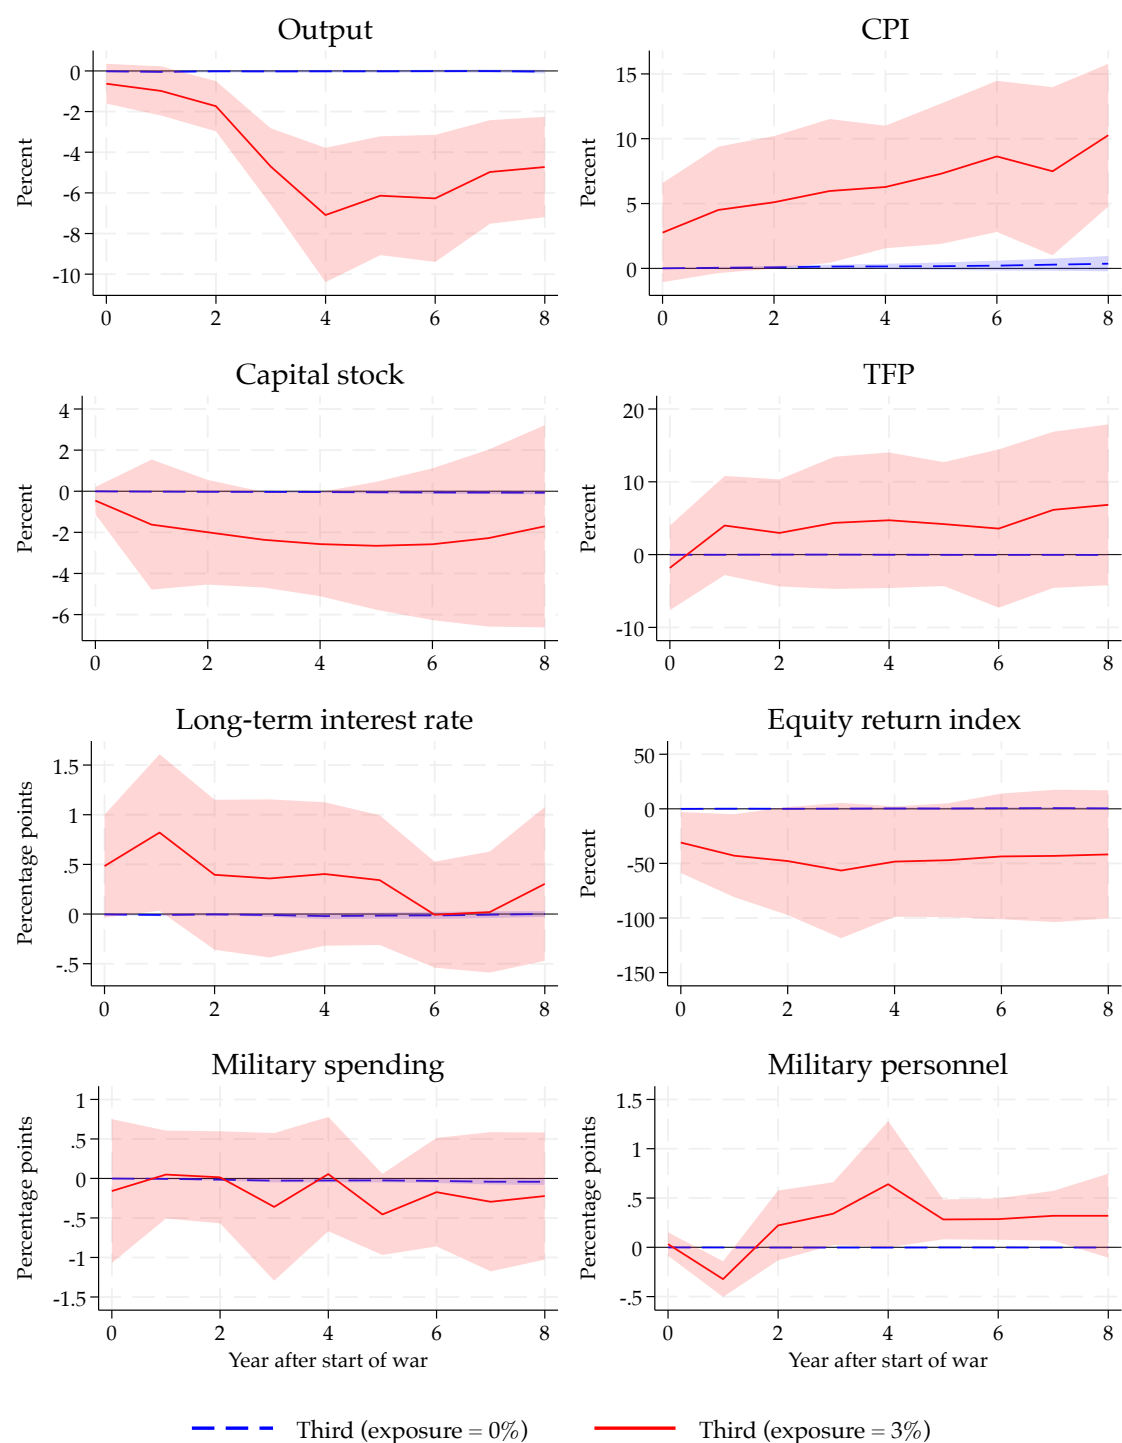 Output
CPI
Percent
0
-2
-4
-6
-8
-10
0 2 4 6 8
Percent
15
10
5
0
0 2 4 6 8
Capital stock
TFP
Percent
4
2
0
-2
-4
-6
0 2 4 6 8
Percent
20
10
0
-10
0 2 4 6 8
Long-term interest rate
Equity return index
Percentage points
1.5
1
.5
0
-.5
0 2 4 6 8
Percent
50
0
-50
-100
-150
0 2 4 6 8
Military spending
Military personnel
Percentage points
1
.5
0
-.5
-1
-1.5
0 2 4 6 8
Year after start of war
Percentage points
1.5
1
.5
0
-.5
0 2 4 6 8
Year after start of war
Third (exposure = 0%)
Third (exposure = 3%)